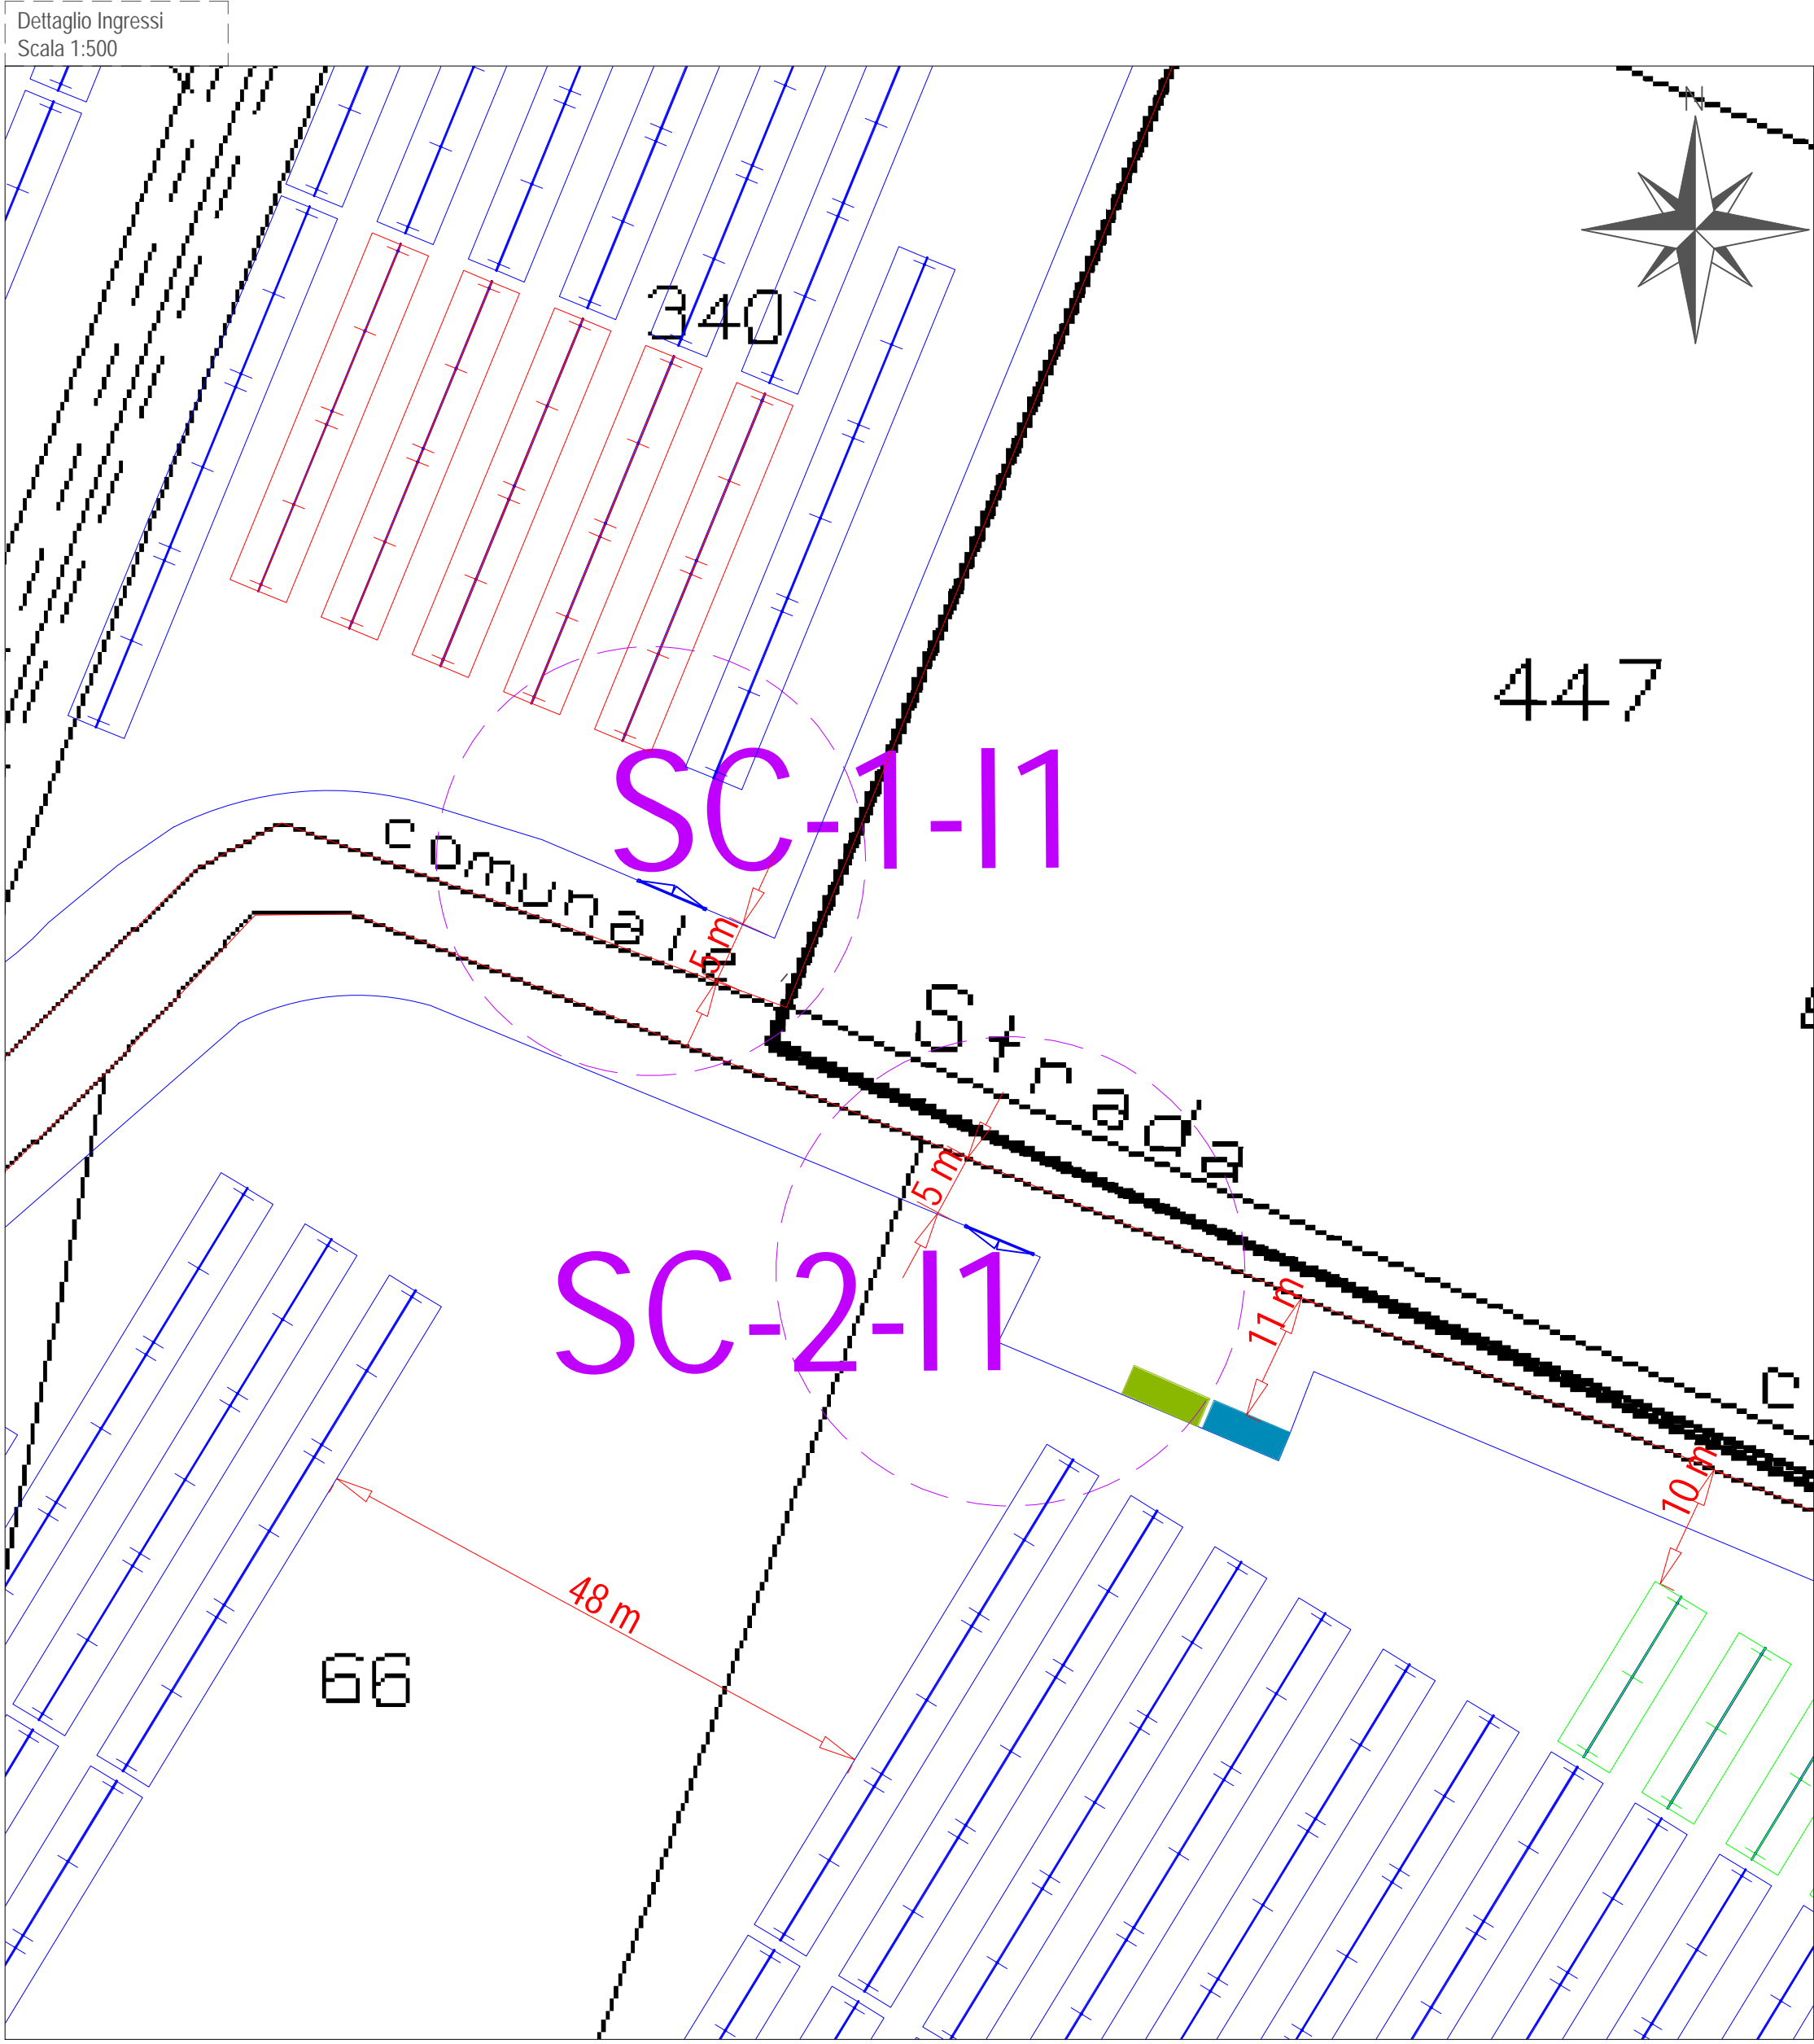 Dettaglio Ingressi
Scala 1:500
N
340
447
SC-1-I1
comunale
5 m
Strada
5 m
SC-2-I1
11 m
c
10 m
48 m
66